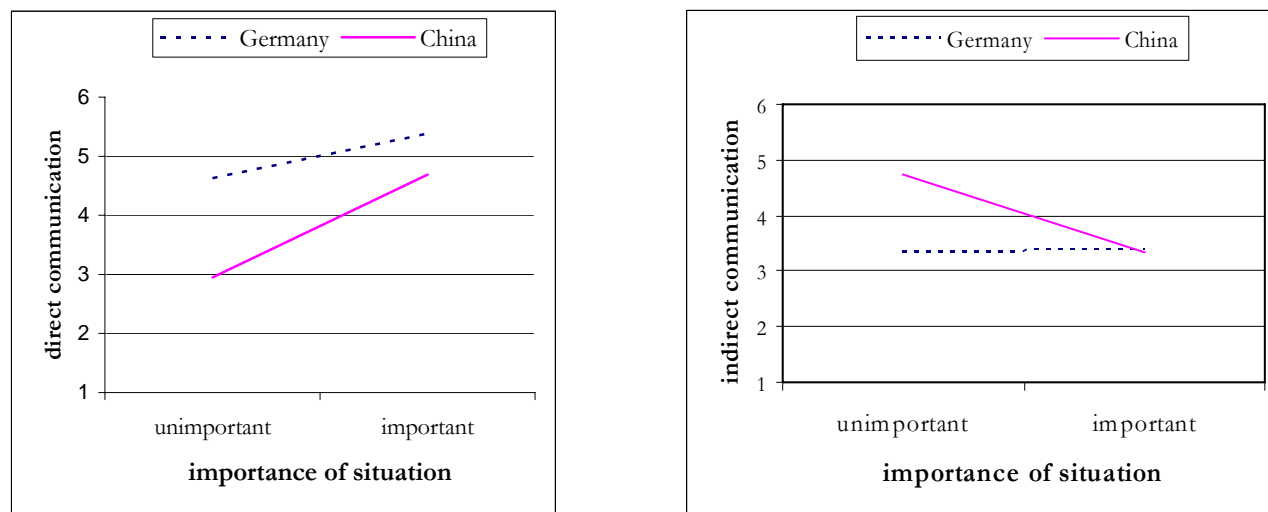 Germany China
6
5
4
3
2
1
direct communication
unimportant important
importance of situation
Germany China
6
5
4
3
2
1
indirect communication
unimportant important
importance of situation